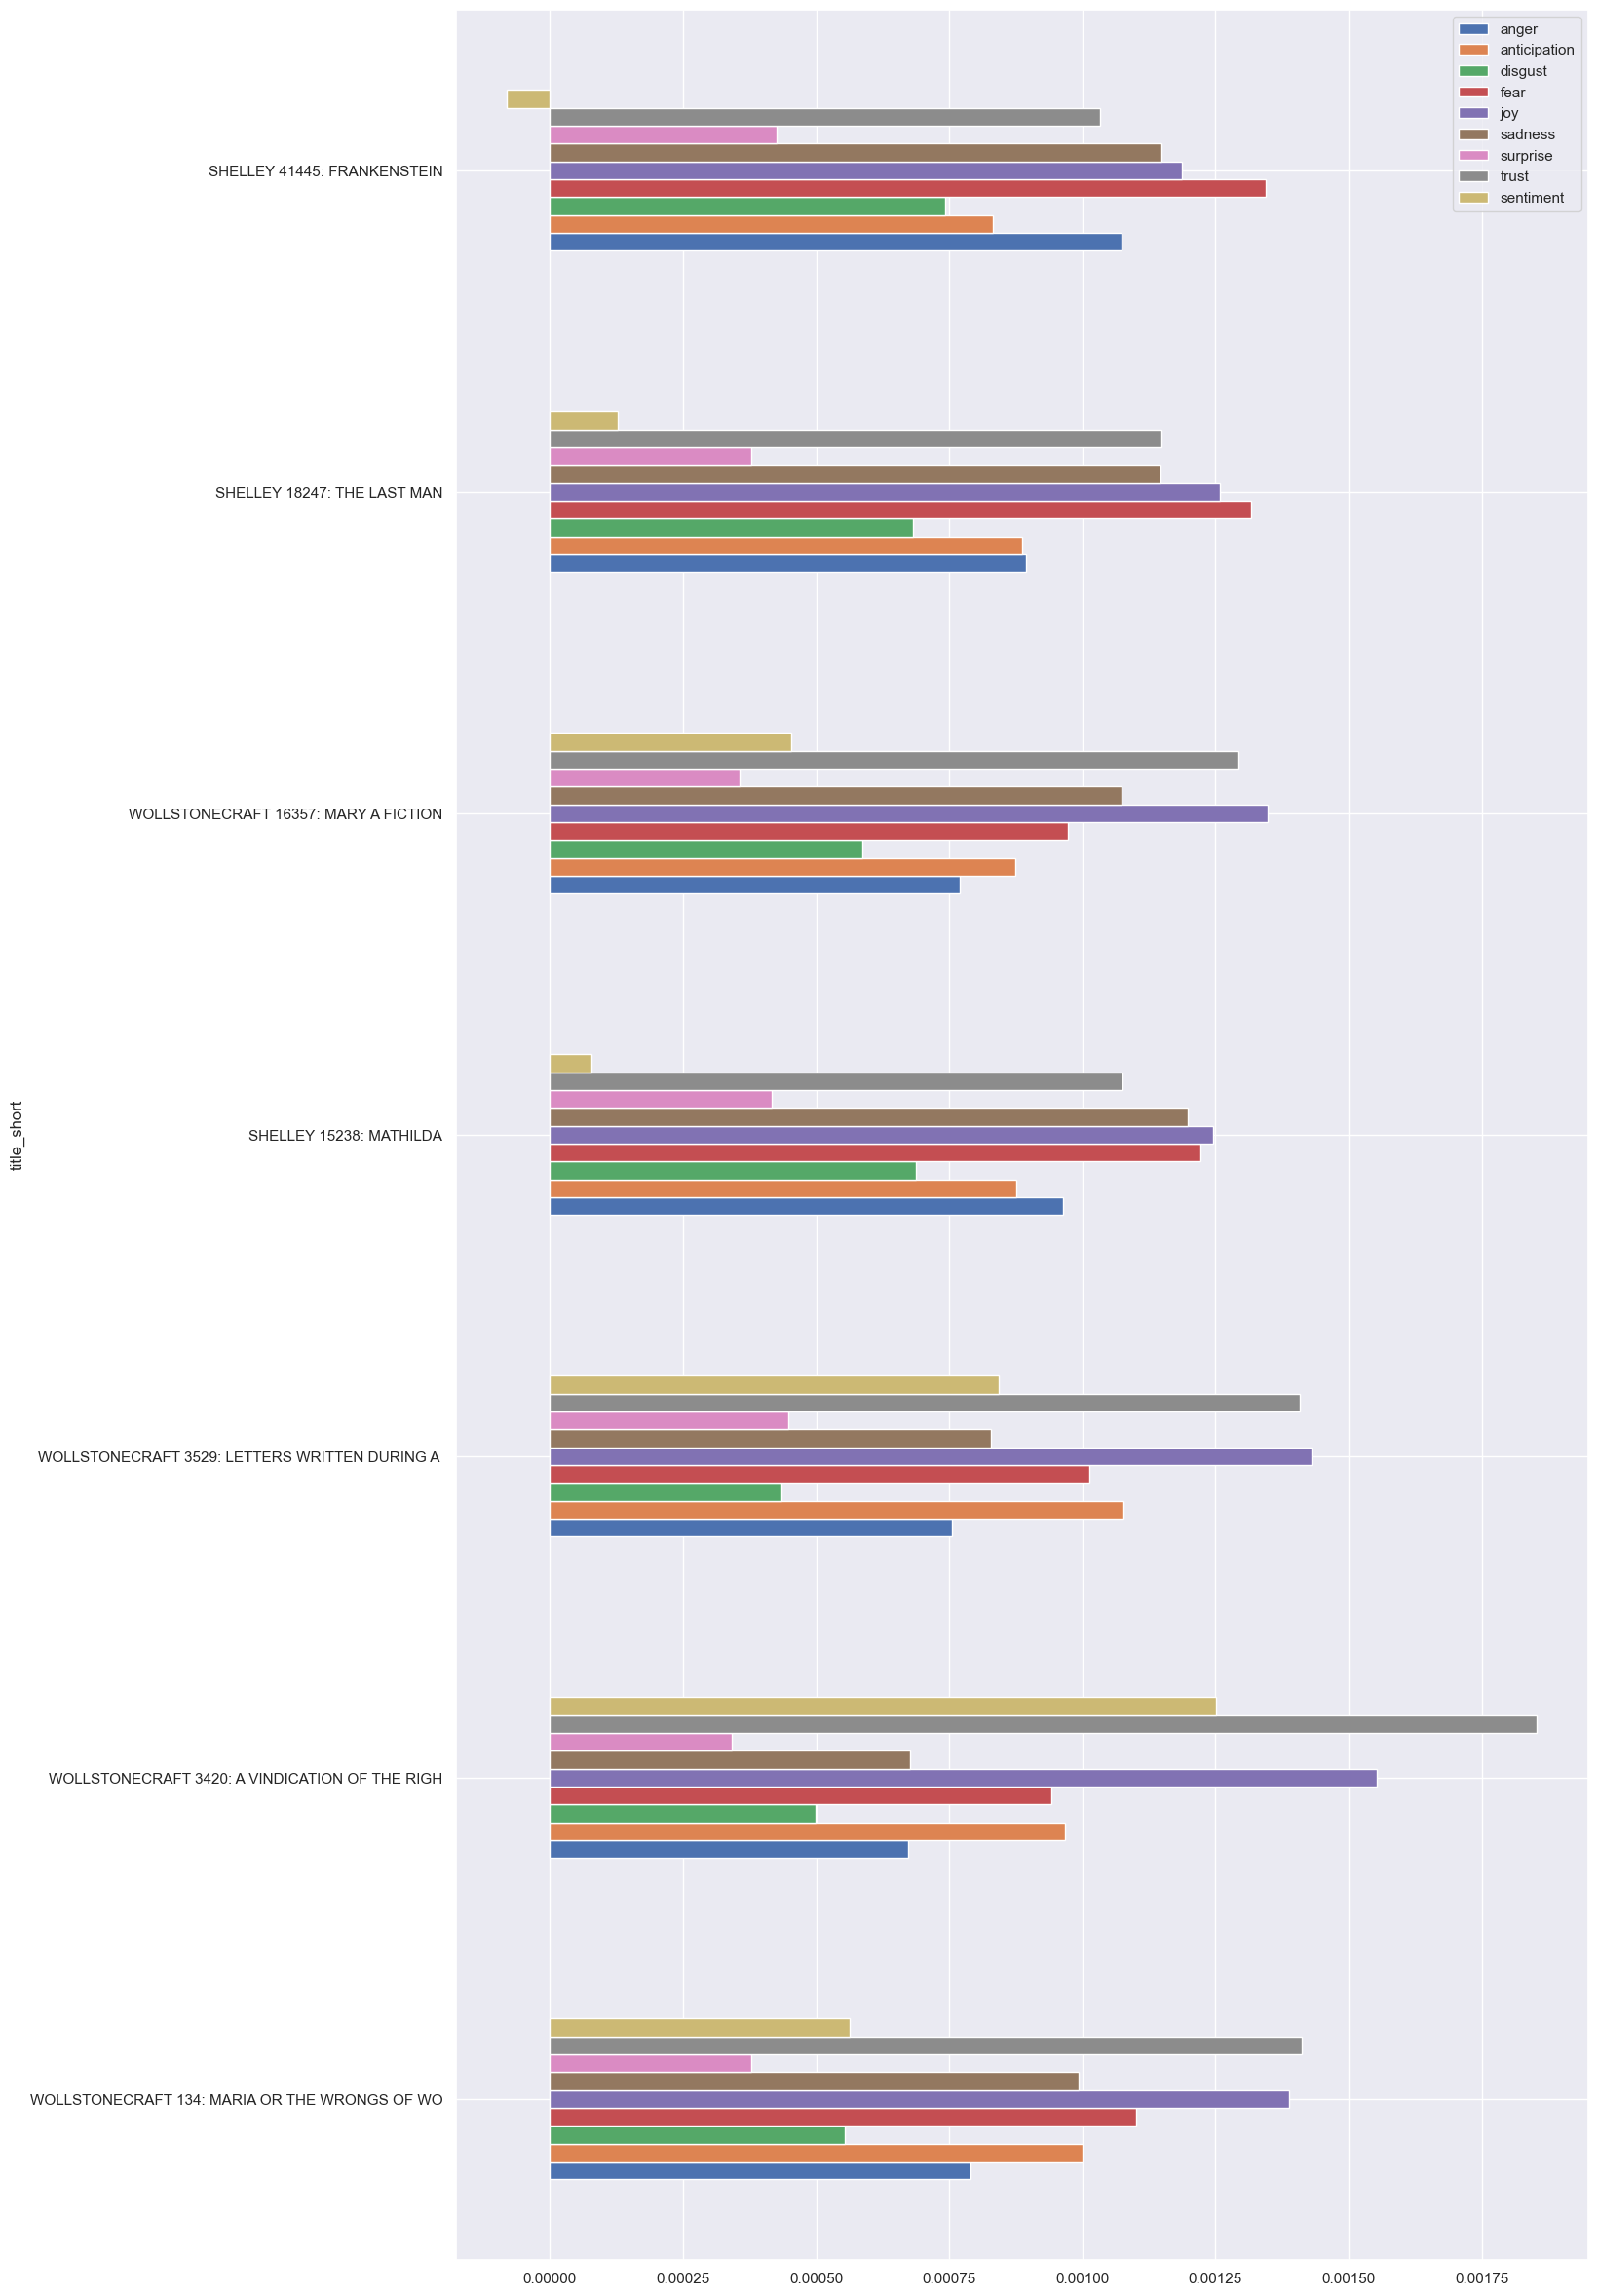 anger
anticipation
disgust
fear
joy
sadness
surprise
trust
sentiment
SHELLEY 41445: FRANKENSTEIN
SHELLEY 18247: THE LAST MAN
WOLLSTONECRAFT 16357: MARY A FICTION
SHELLEY 15238: MATHILDA
WOLLSTONECRAFT 3529: LETTERS WRITTEN DURING A
WOLLSTONECRAFT 3420: A VINDICATION OF THE RIGH
WOLLSTONECRAFT 134: MARIA OR THE WRONGS OF WO
title_short
0.00000 0.00025 0.00050 0.00075 0.00100 0.00125 0.00150 0.00175